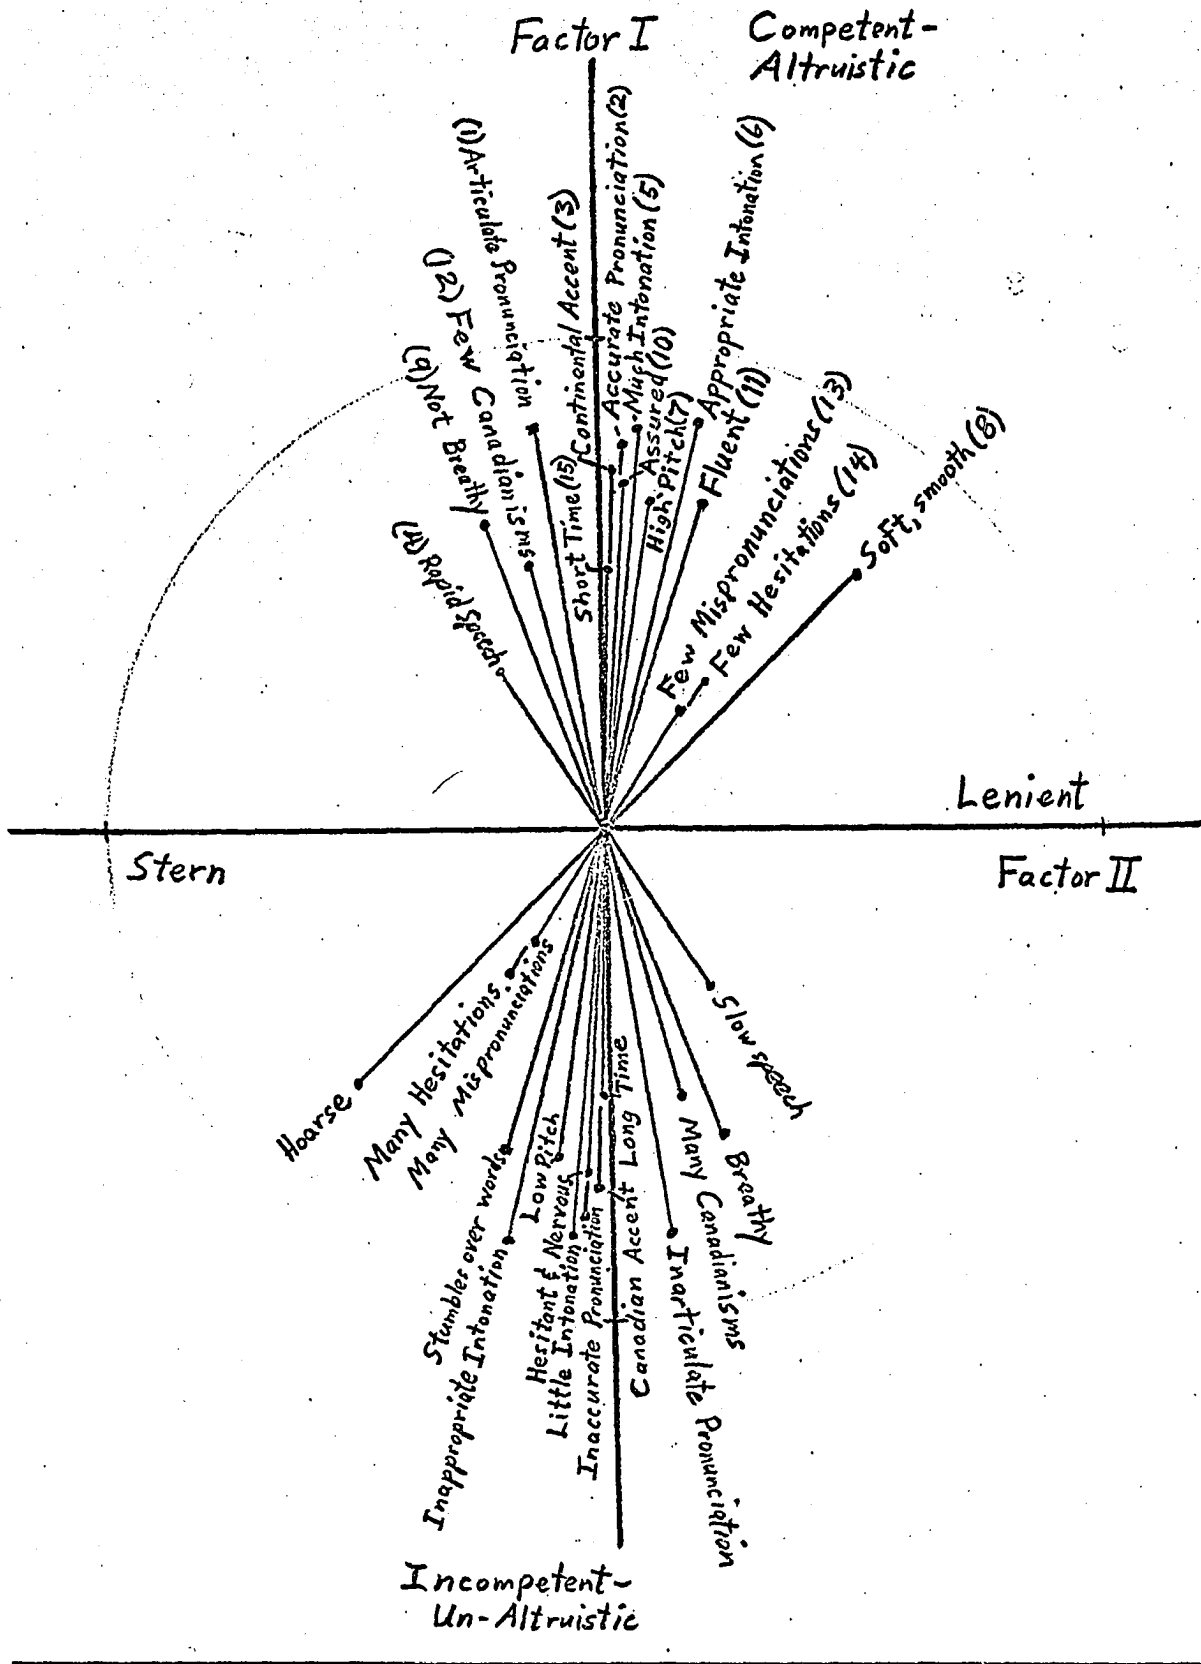 Factor I
Competent-
Altruistic
(1) Articulate Pronunciation
(12) Few Canadianisms
(9) Not Breathy
(4) Rapid Speech
Short Time (15)
Continental Accent (3)
Accurate Pronunciation (2)
Much Intonation (5)
Assured (10)
High Pitch (7)
Appropriate Intonation (6)
Fluent (11)
Few Mispronunciations (13)
Few Hesitations (14)
Soft, smooth (8)
Lenient
Stern
Factor II
Hoarse
Many Hesitations
Many Mispronunciations
Stumbles over words
Inappropriate Intonation
Low Pitch
Hesitant & Nervous
Little Intonation
Inaccurate Pronunciation
Canadian Accent
Long Time
Inarticulate Pronunciation
Many Canadianisms
Breathy
Slow speech
Incompetent-
Un-Altruistic